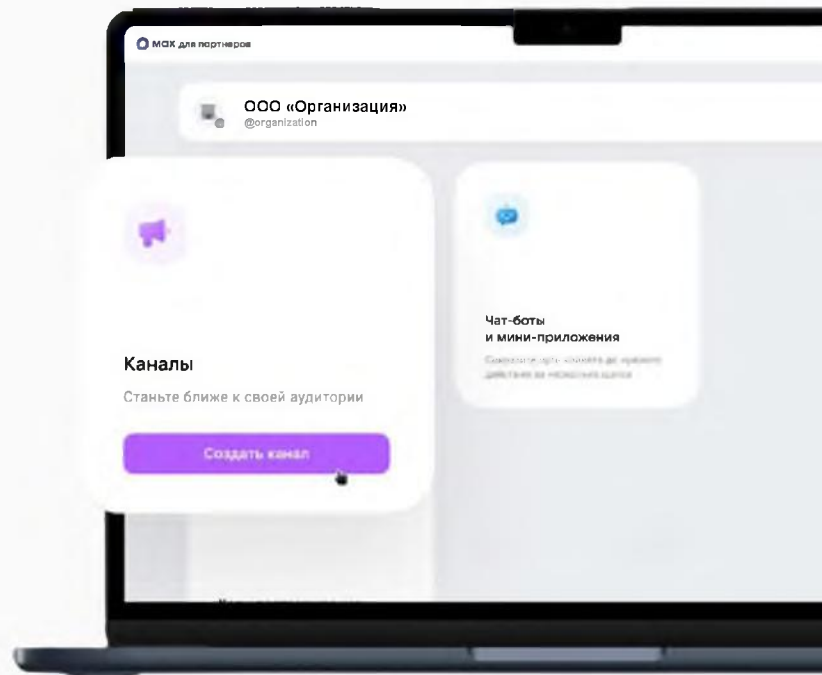 max для партнеров
ООО «Организация»
@organization
Каналы
Станьте ближе к своей аудитории
Создать канал
Чат-боты
и мини-приложения